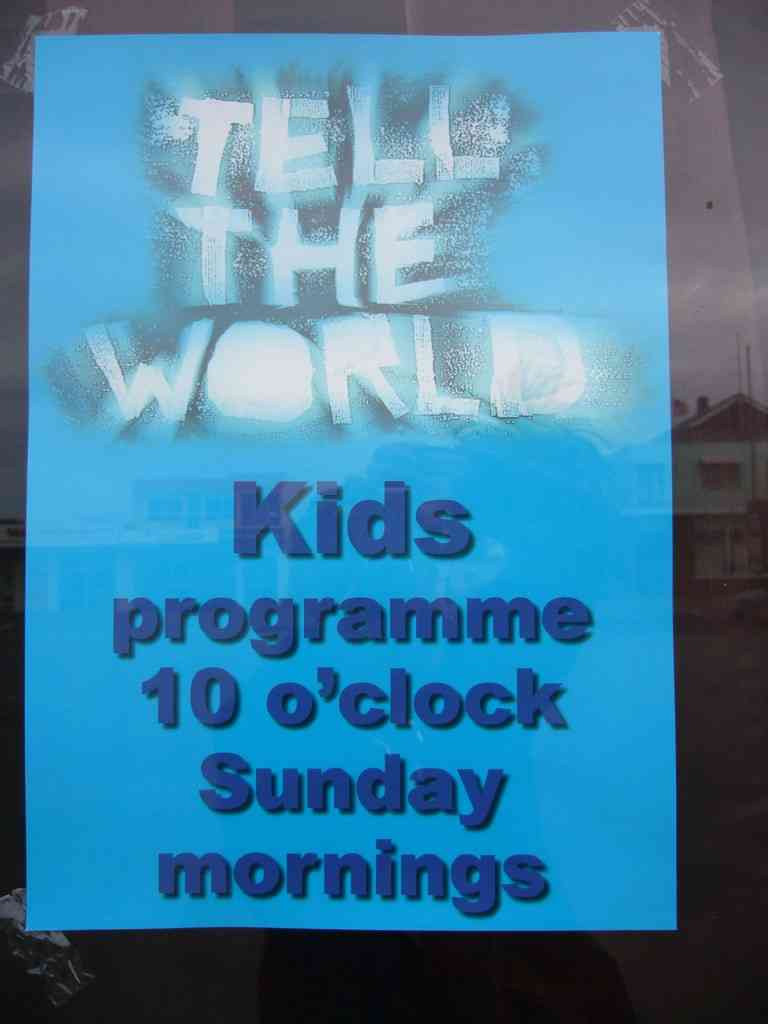 TELL
THE
WORLD
Kids
programme
10 o’clock
Sunday
mornings